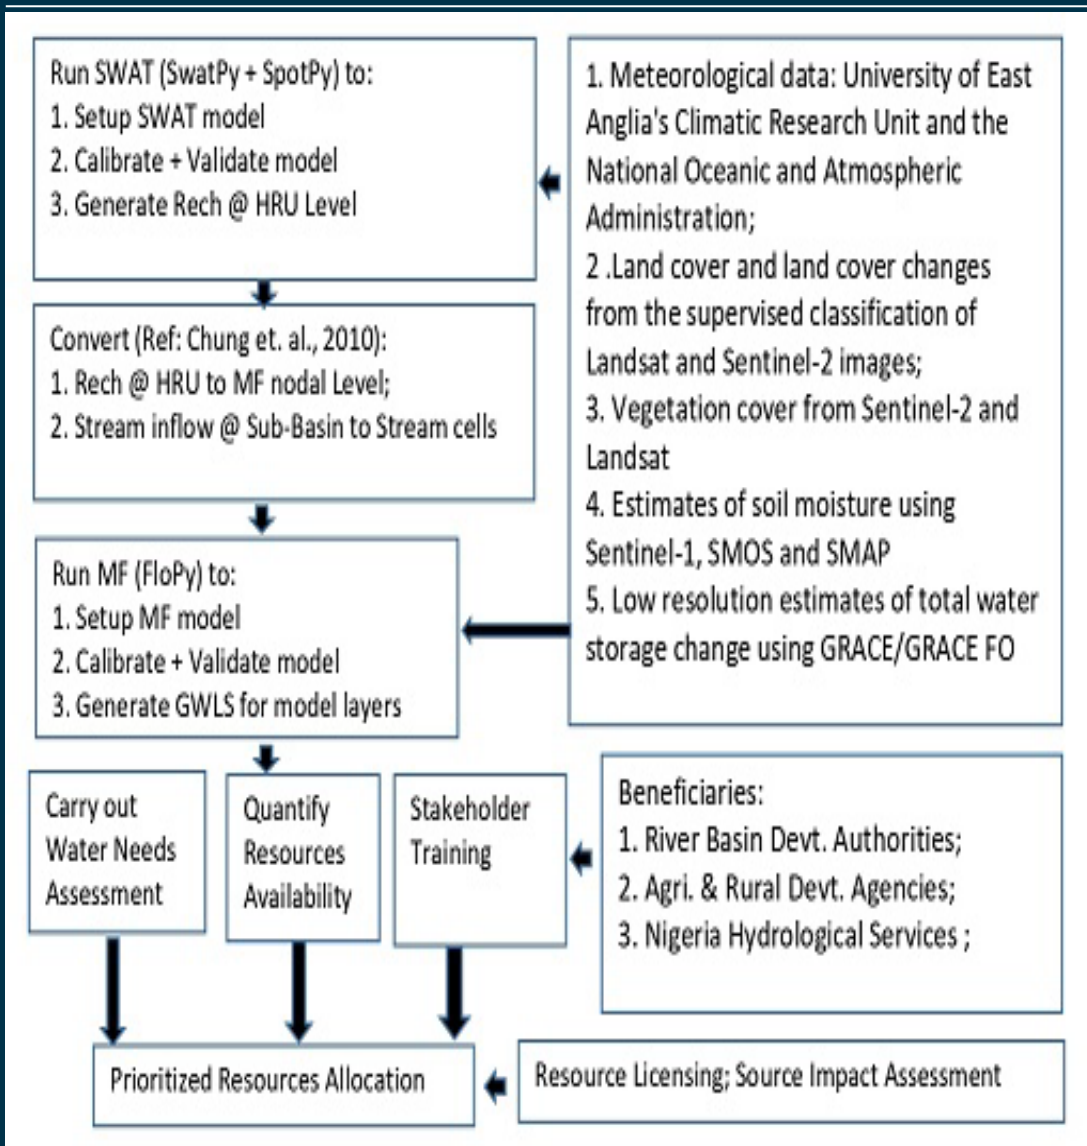 Run SWAT (SwatPy + SpotPy) to:
1. Setup SWAT model
2. Calibrate + Validate model
3. Generate Rech @ HRU Level
1. Meteorological data: University of East
Anglia's Climatic Research Unit and the
National Oceanic and Atmospheric
Administration;
2 .Land cover and land cover changes
from the supervised classification of
Landsat and Sentinel-2 images;
3. Vegetation cover from Sentinel-2 and
Landsat
4. Estimates of soil moisture using
Sentinel-1, SMOS and SMAP
5. Low resolution estimates of total water
storage change using GRACE/GRACE FO
Convert (Ref: Chung et. al., 2010):
1. Rech @ HRU to MF nodal Level;
2. Stream inflow @ Sub-Basin to Stream cells
Run MF (FloPy) to:
1. Setup MF model
2. Calibrate + Validate model
3. Generate GWLS for model layers
Carry out
Water Needs
Assessment
Quantify
Resources
Availability
Stakeholder
Training
Beneficiaries:
1. River Basin Devt. Authorities;
2. Agri. & Rural Devt. Agencies;
3. Nigeria Hydrological Services ;
Prioritized Resources Allocation
Resource Licensing; Source Impact Assessment